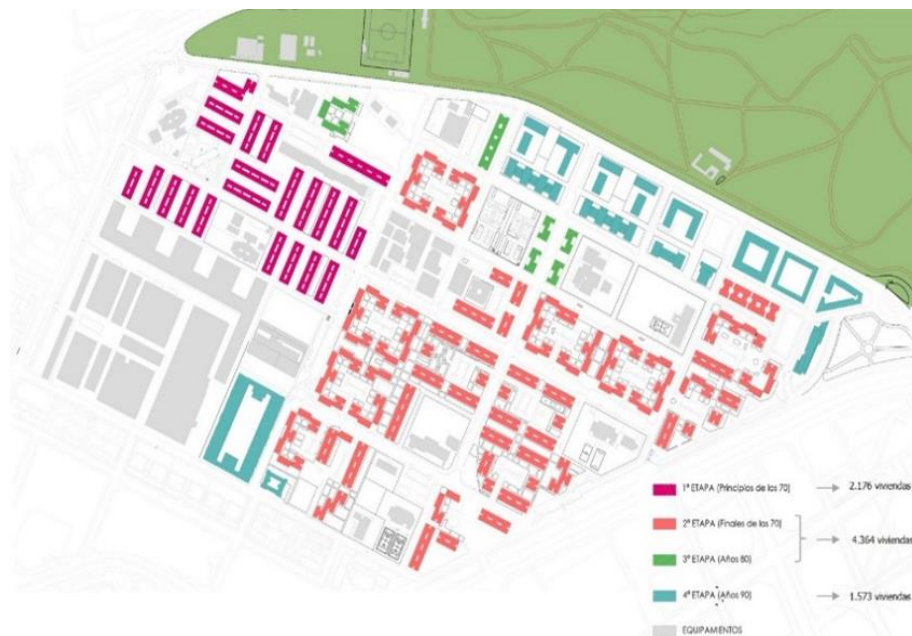 1ª ETAPA (Principios de los 70) → 2.176 viviendas
2ª ETAPA (Finales de los 70)
4.364 viviendas
3ª ETAPA (Años 80)
4ª ETAPA (Años 90) → 1.573 viviendas
EQUIPAMIENTOS